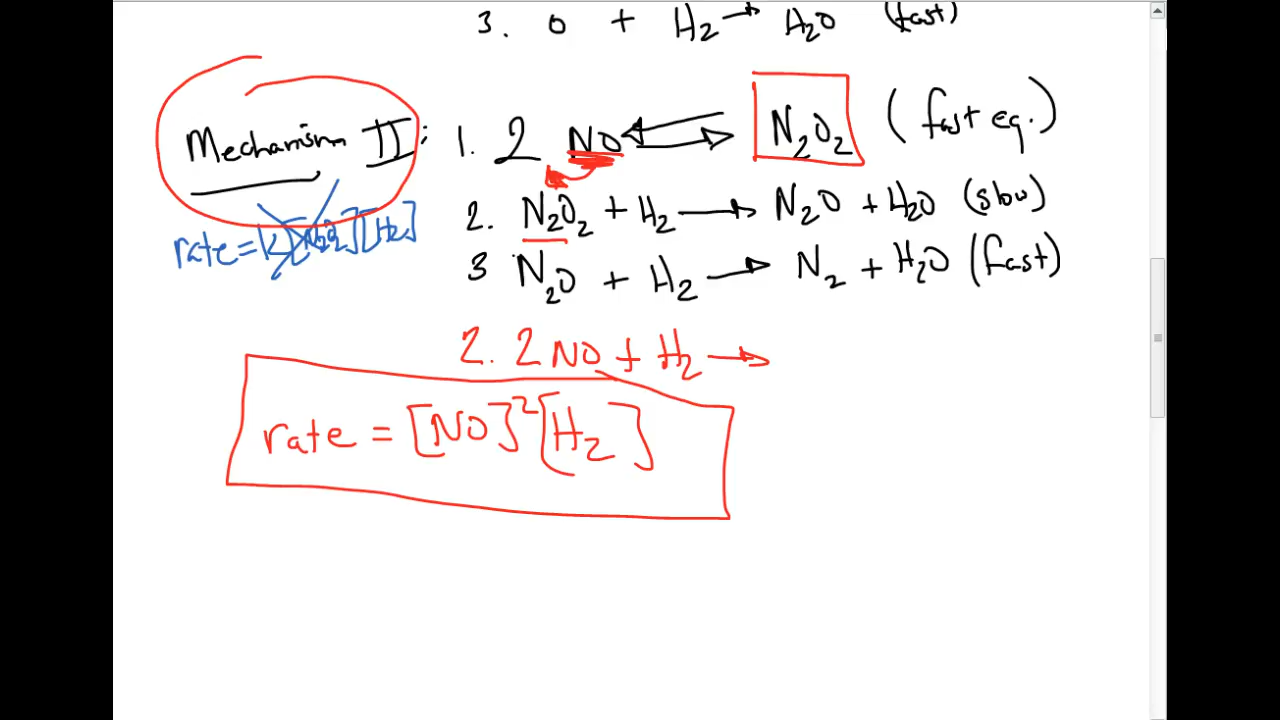 3. O + H₂ → H₂O (fast)
Mechanism II: 1. 2 NO ⇌ N₂O₂ (fast eq.)
2. N₂O₂ + H₂ → N₂O + H₂O (slow)
rate = k[N₂O₂][H₂]
3 N₂O + H₂ → N₂ + H₂O (fast)
2. 2 NO + H₂ →
rate = [NO]²[H₂]